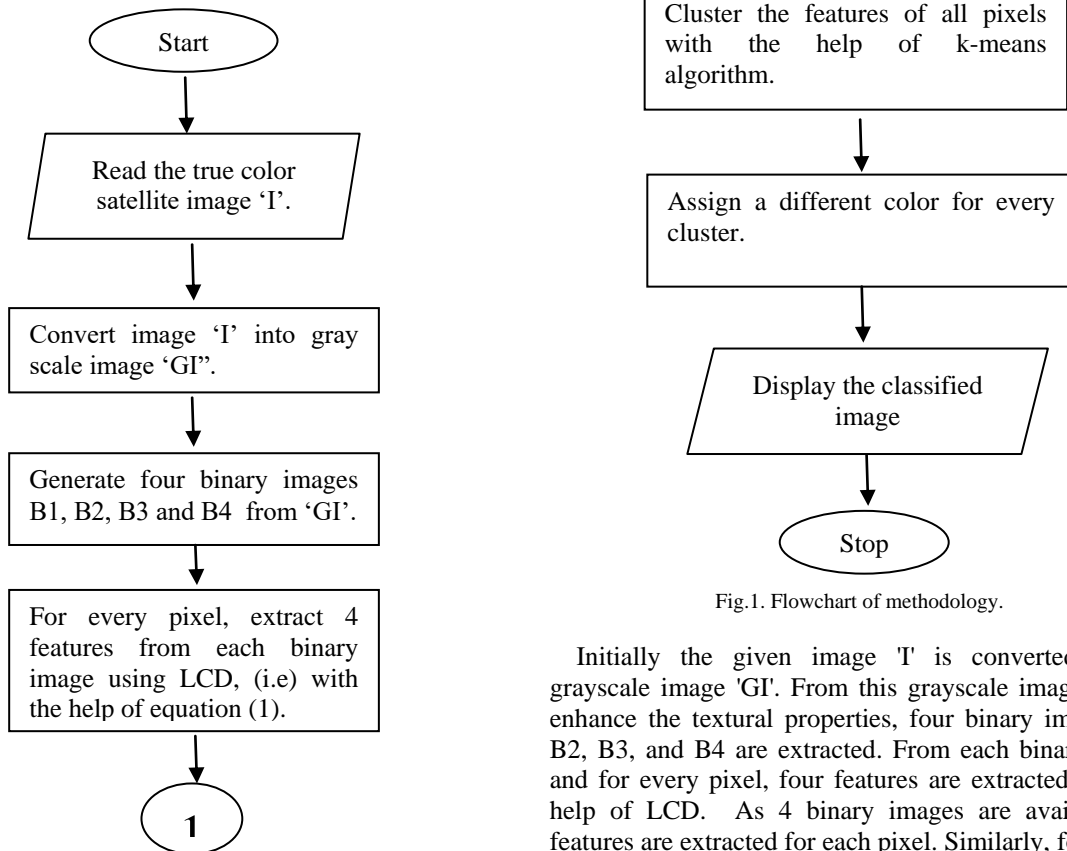 Start
Read the true color
satellite image ‘I’.
Convert image ‘I’ into gray
scale image ‘GI”.
Generate four binary images
B1, B2, B3 and B4 from ‘GI’.
For every pixel, extract 4
features from each binary
image using LCD, (i.e) with
the help of equation (1).
1
Cluster the features of all pixels
with the help of k-means
algorithm.
Assign a different color for every
cluster.
Display the classified
image
Stop
Fig.1. Flowchart of methodology.
Initially the given image 'I' is converted
grayscale image 'GI'. From this grayscale
enhance the textural properties, four binary
B2, B3, and B4 are extracted. From each
and for every pixel, four features are extracted
help of LCD. As 4 binary images are
features are extracted for each pixel. Similarly,